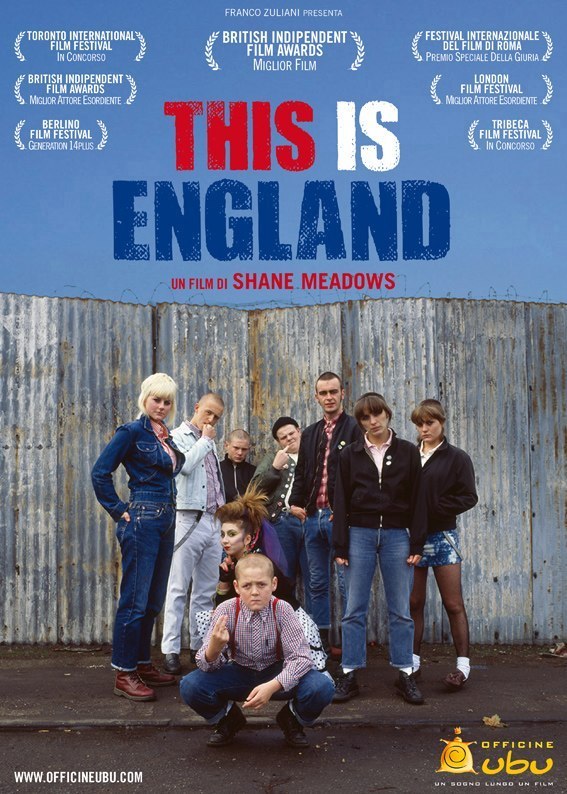 FRANCO ZULIANI PRESENTA
TORONTO INTERNATIONAL
FILM FESTIVAL
IN CONCORSO
BRITISH INDIPENDENT
FILM AWARDS
MIGLIOR ATTORE ESORDIENTE
BERLINO
FILM FESTIVAL
GENERATION 14PLUS
BRITISH INDIPENDENT
FILM AWARDS
MIGLIOR FILM
FESTIVAL INTERNAZIONALE
DEL FILM DI ROMA
PREMIO SPECIALE DELLA GIURIA
LONDON
FILM FESTIVAL
MIGLIOR ATTORE ESORDIENTE
TRIBECA
FILM FESTIVAL
IN CONCORSO
THIS IS
ENGLAND
UN FILM DI SHANE MEADOWS
WWW.OFFICINEUBU.COM
OFFICINE
ubu
UN SOGNO LUNGO UN FILM